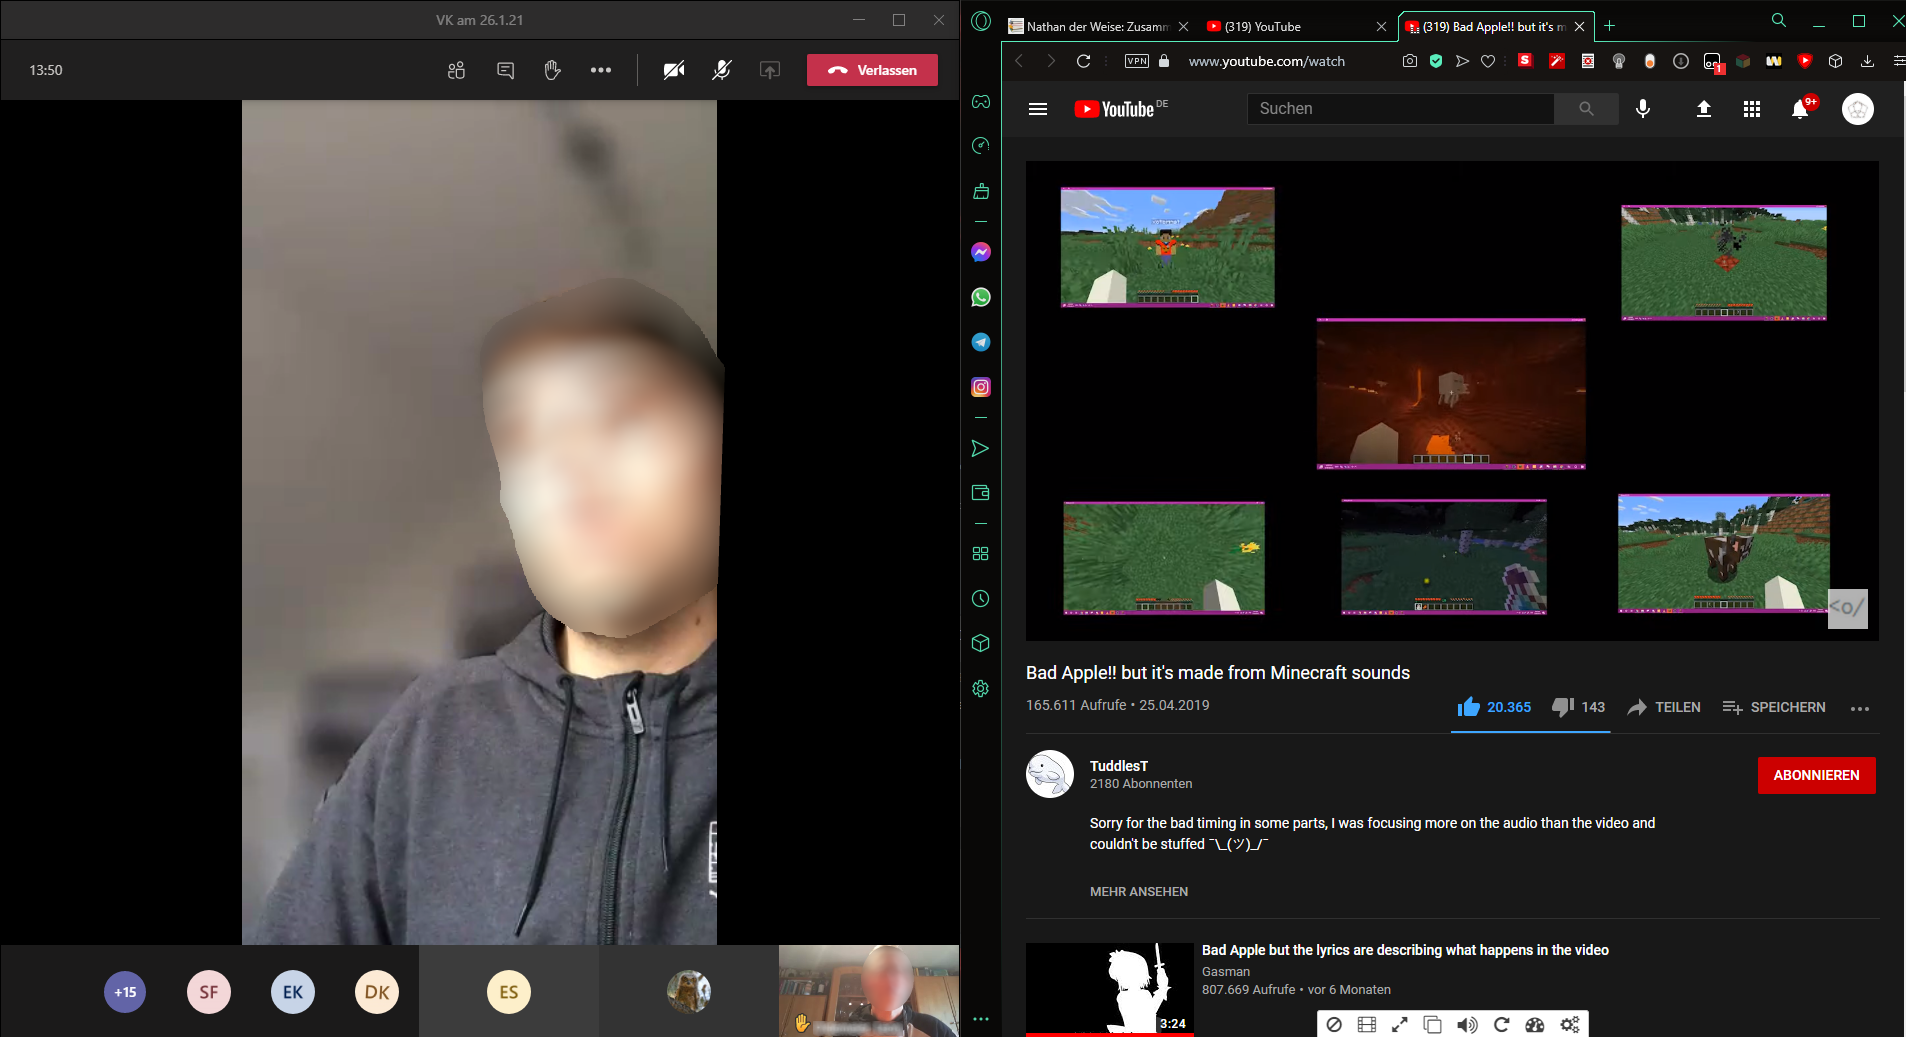 VK am 26.1.21
13:50
Verlassen
+15
SF
EK
DK
ES
Nathan der Weise: Zusamm
(319) YouTube
(319) Bad Apple!! but it's m
VPN
www.youtube.com/watch
S
1
YouTube DE
Suchen
9+
<o/
Bad Apple!! but it's made from Minecraft sounds
165.611 Aufrufe • 25.04.2019
20.365
143
TEILEN
SPEICHERN
TuddlesT
2180 Abonnenten
ABONNIEREN
Sorry for the bad timing in some parts, I was focusing more on the audio than the video and
couldn't be stuffed ¯\_(ツ)_/¯
MEHR ANSEHEN
3:24
Bad Apple but the lyrics are describing what happens in the video
Gasman
807.669 Aufrufe • vor 6 Monaten